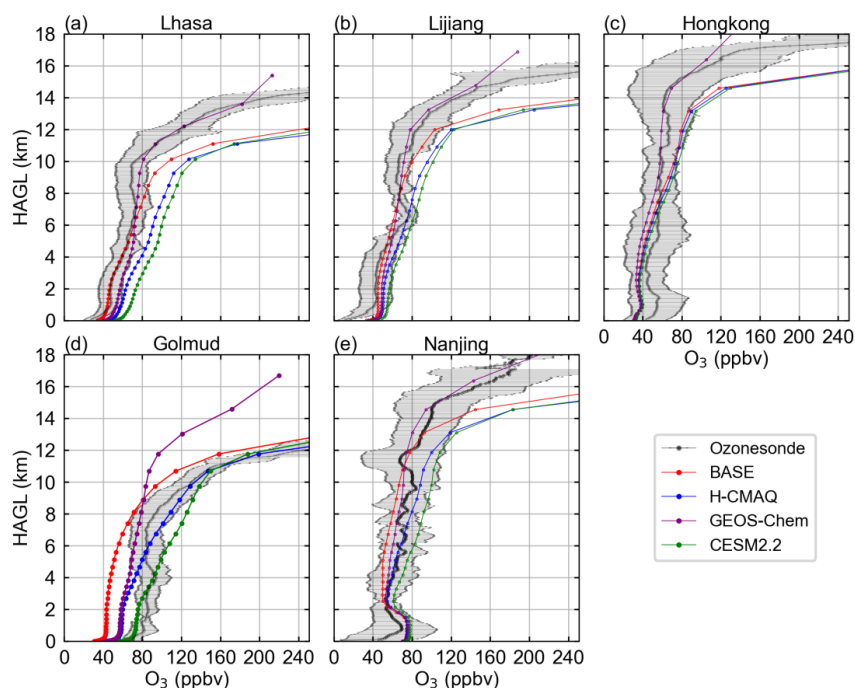 (a) Lhasa (b) Lijiang (c) Hongkong
18
16
14
12
10
8
6
4
2
0
HAGL (km)
0 40 80 120 160 200 240
O₃ (ppbv)
(d) Golmud (e) Nanjing
18
16
14
12
10
8
6
4
2
0
HAGL (km)
0 40 80 120 160 200 240 0 40 80 120 160 200 240
O₃ (ppbv) O₃ (ppbv)
Ozonesonde
BASE
H-CMAQ
GEOS-Chem
CESM2.2